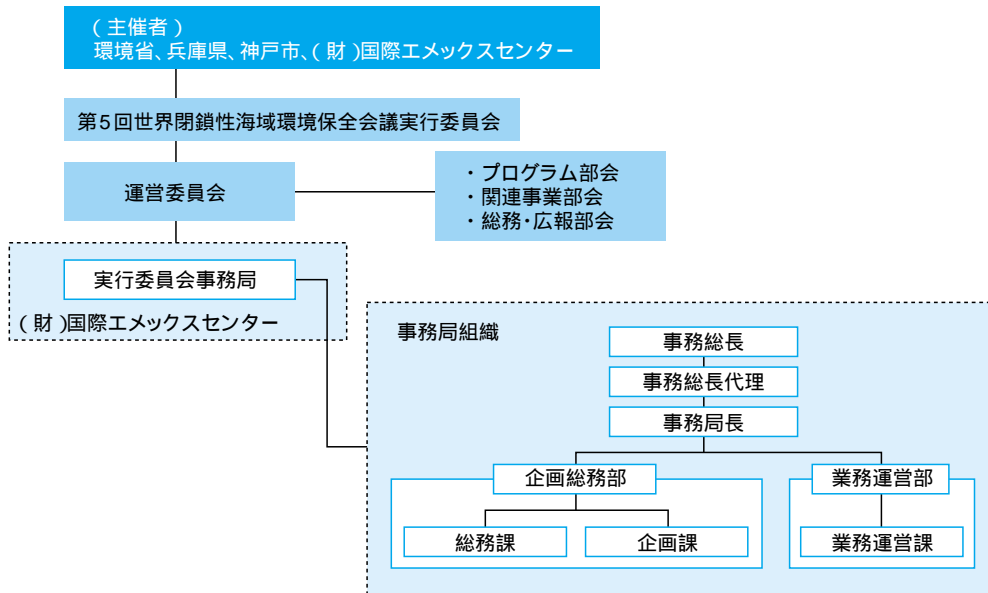 (主催者)
環境省、兵庫県、神戸市、(財)国際エメックスセンター
第5回世界閉鎖性海域環境保全会議実行委員会
運営委員会
・プログラム部会
・関連事業部会
・総務・広報部会
実行委員会事務局
(財)国際エメックスセンター
事務局組織
事務総長
事務総長代理
事務局長
企画総務部
業務運営部
総務課
企画課
業務運営課